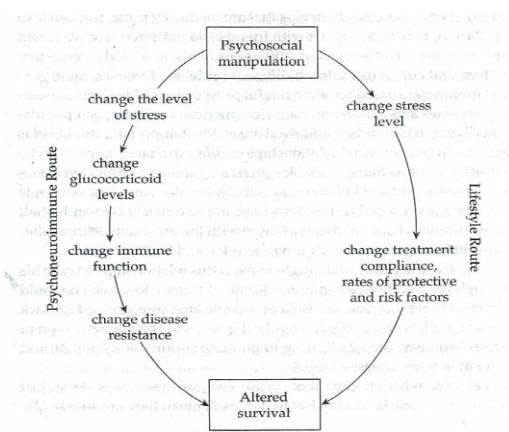 Psychosocial
manipulation
change the level
of stress
change
glucorticoid
levels
change immune
function
change disease
resistance
Psychoneuroimmune Route
change stress
level
change treatment
compliance,
rates of protective
and risk factors
Lifestyle Route
Altered
survival